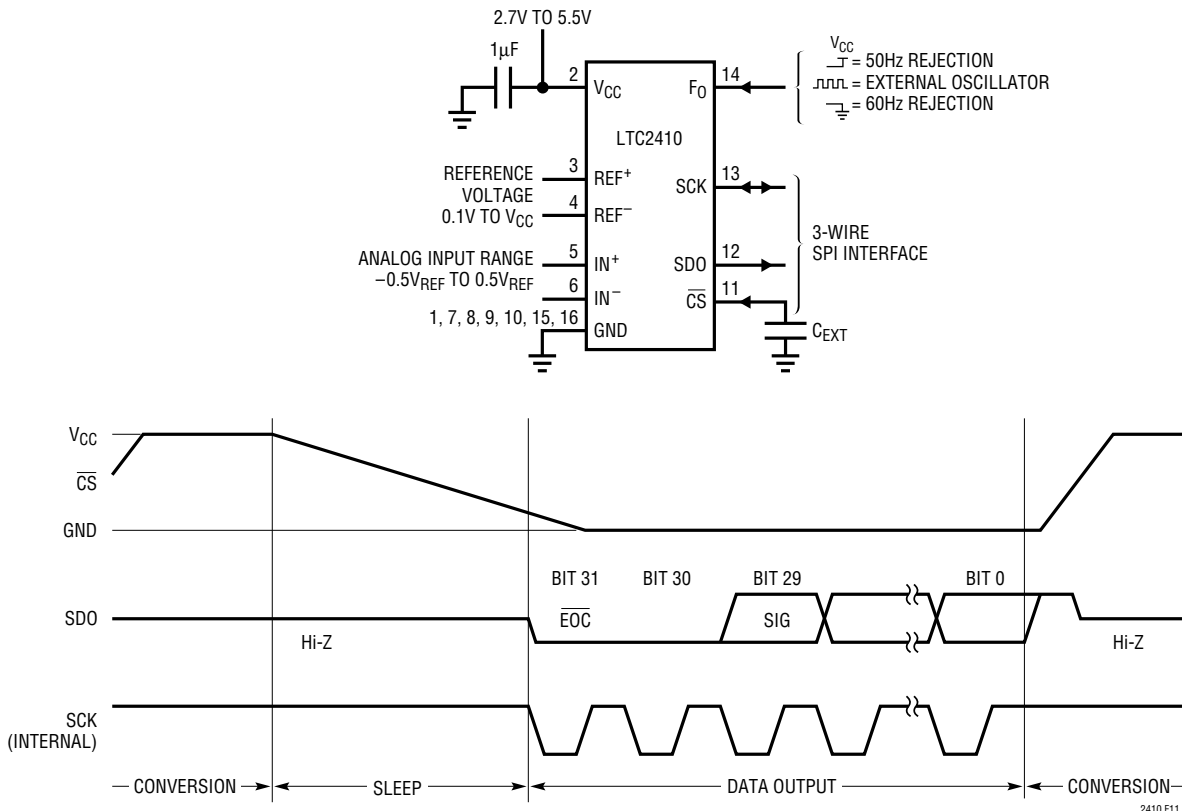 2.7V TO 5.5V
1µF
2
VCC
LTC2410
FO
14
VCC
= 50Hz REJECTION
= EXTERNAL OSCILLATOR
= 60Hz REJECTION
REFERENCE
VOLTAGE
0.1V TO VCC
3
REF+
4
REF–
SCK
13
ANALOG INPUT RANGE
–0.5VREF TO 0.5VREF
5
IN+
6
IN–
SDO
12
CS
11
3-WIRE
SPI INTERFACE
1, 7, 8, 9, 10, 15, 16
GND
CEXT
VCC
CS
GND
BIT 31
BIT 30
BIT 29
BIT 0
SDO
EOC
SIG
Hi-Z
Hi-Z
SCK
(INTERNAL)
CONVERSION
SLEEP
DATA OUTPUT
CONVERSION
2410 F11